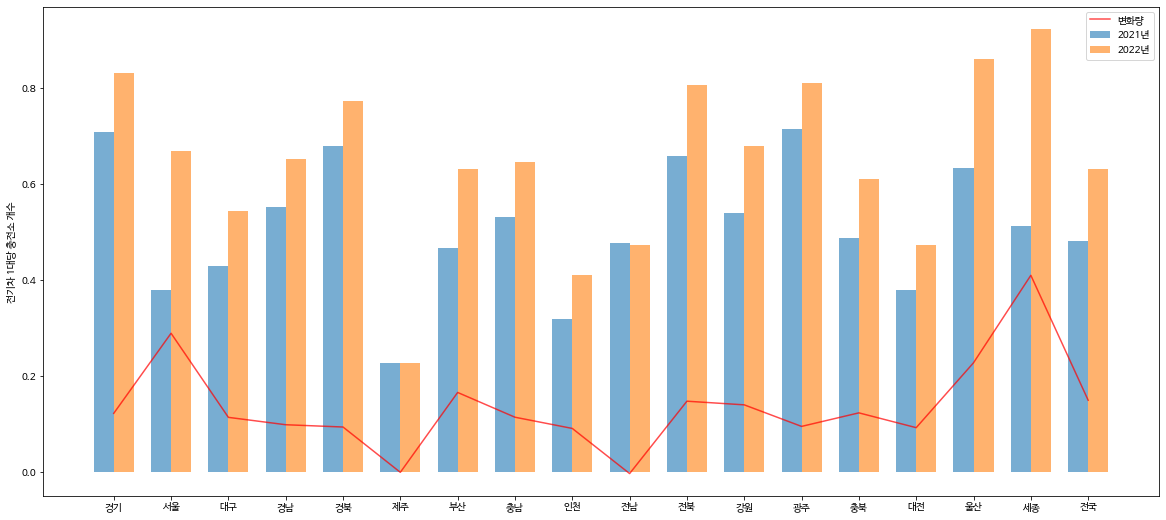 변화량
2021년
2022년
전기차 1대당 충전소 개수
0.8
0.6
0.4
0.2
0.0
경기 서울 대구 경남 경북 제주 부산 충남 인천 전남 전북 강원 광주 충북 대전 울산 세종 전국